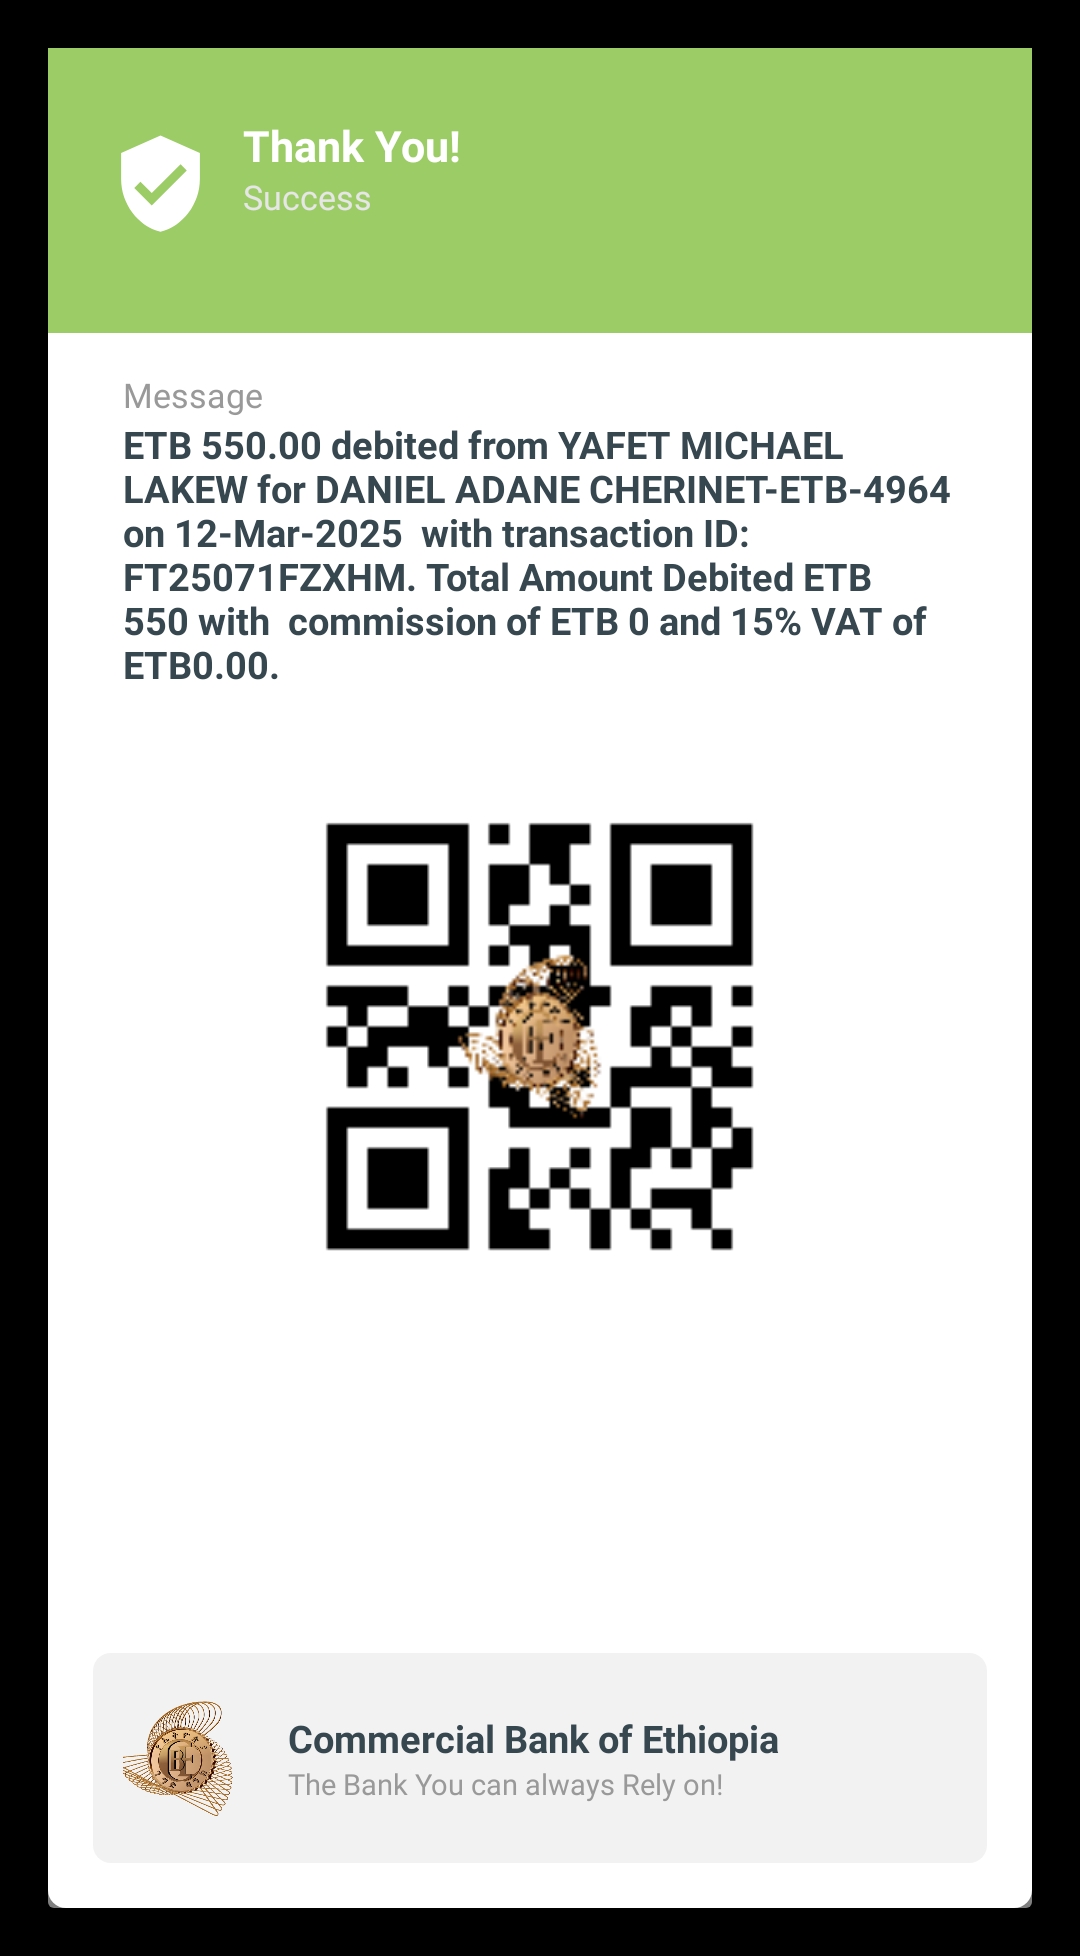 Thank You!
Success
Message
ETB 550.00 debited from YAFET MICHAEL
LAKEW for DANIEL ADANE CHERINET-ETB-4964
on 12-Mar-2025  with transaction ID:
FT25071FZXHM. Total Amount Debited ETB
550 with  commission of ETB 0 and 15% VAT of
ETB0.00.
Commercial Bank of Ethiopia
The Bank You can always Rely on!